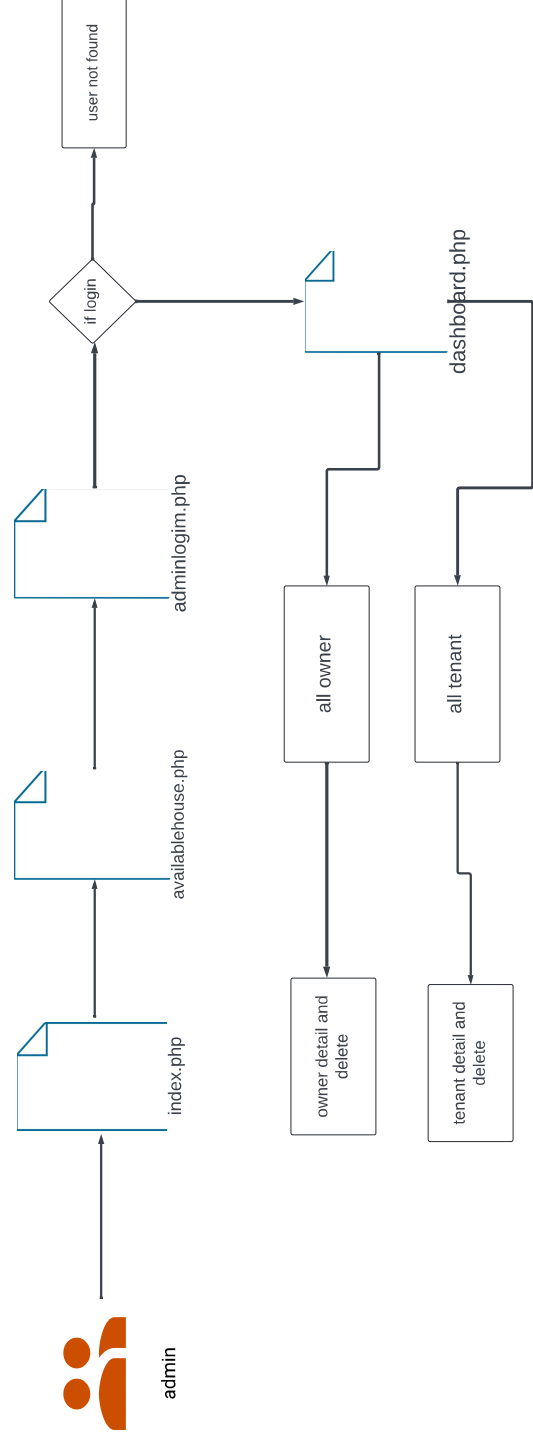 admin
index.php
availablehouse.php
adminlogim.php
if login
user not found
dashboard.php
all owner
owner detail and
delete
all tenant
tenant detail and
delete